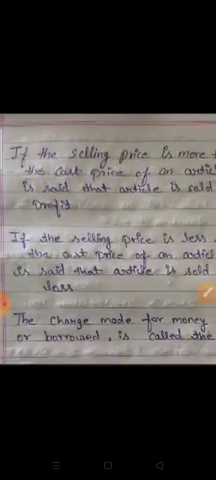 If the selling price is more t
the cost price of an artic
is said that article is sold
Profit.
If the selling price is less
the cost price of an articl
is said that article is sold
loss.
The charge made for money
or borrowed, is called the